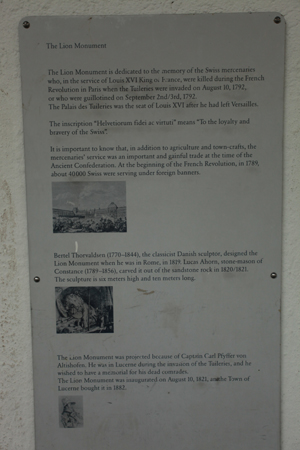 The Lion Monument
The Lion Monument is dedicated to the memory of the Swiss mercenaries
who, in the service of Louis XVI King of France, were killed during the French
Revolution in Paris when the Tuileries were invaded on August 10, 1792,
or who were guillotined on September 2nd/3rd, 1792.
The Palais des Tuileries was the seat of Louis XVI after he had left Versailles.
The inscription "Helvetiorum fidei ac virtuti" means "To the loyalty and
bravery of the Swiss".
It is important to know that, in addition to agriculture and town-crafts, the
mercenaries' service was an important and gainful trade at the time of the
Ancient Confederation. At the beginning of the French Revolution, in 1789,
about 40000 Swiss were serving under foreign banners.
Bertel Thorvaldsen (1770–1844), the classicist Danish sculptor, designed the
Lion Monument when he was in Rome, in 1819. Lucas Ahorn, stone-mason of
Constance (1789–1856), carved it out of the sandstone rock in 1820/1821.
The sculpture is six meters high and ten meters long.
The Lion Monument was projected because of Captain Carl Pfyffer von
Altishofen. He was in Lucerne during the intrusion of the Tuileries, and he
wished to have a memorial for his dead comrades.
The Lion Monument was inaugurated on August 10, 1821, and the Town of
Lucerne bought it in 1882.